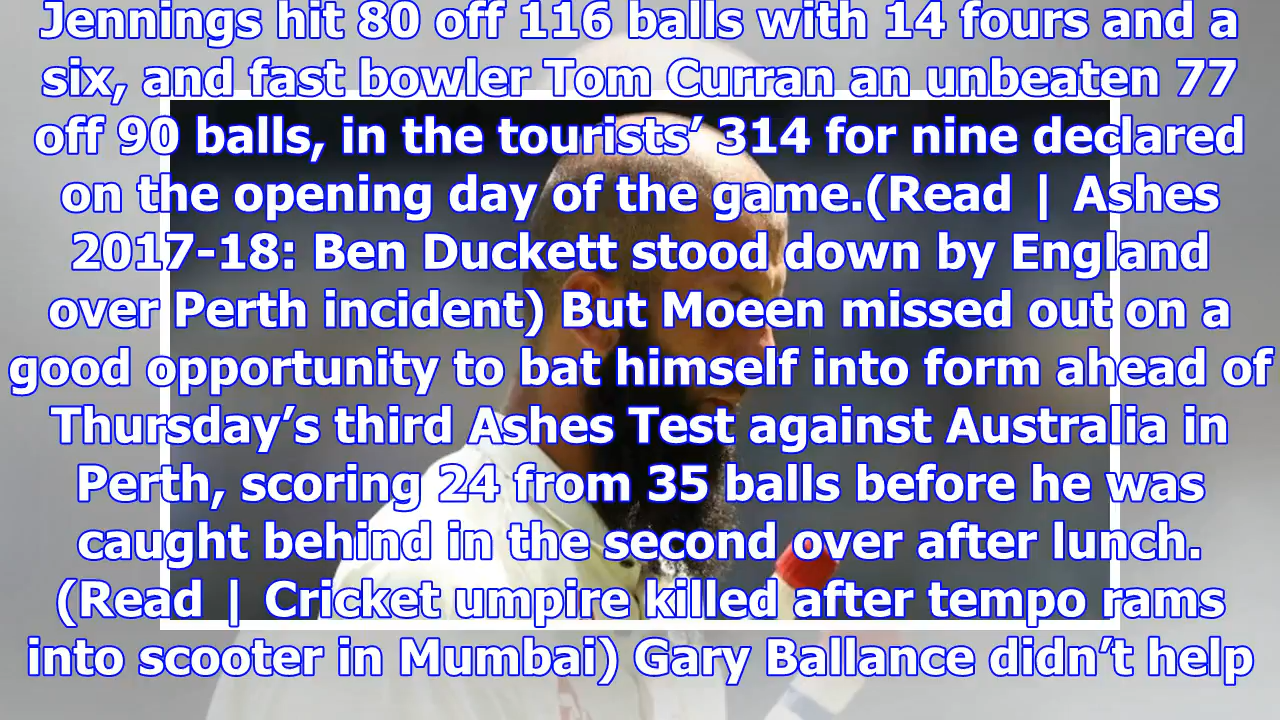 Jennings hit 80 off 116 balls with 14 fours and a
six, and fast bowler Tom Curran an unbeaten 77
off 90 balls, in the tourists’ 314 for nine declared
on the opening day of the game.(Read | Ashes
2017-18: Ben Duckett stood down by England
over Perth incident) But Moeen missed out on a
good opportunity to bat himself into form ahead of
Thursday’s third Ashes Test against Australia in
Perth, scoring 24 from 35 balls before he was
caught behind in the second over after lunch.
(Read | Cricket umpire killed after tempo rams
into scooter in Mumbai) Gary Ballance didn’t help